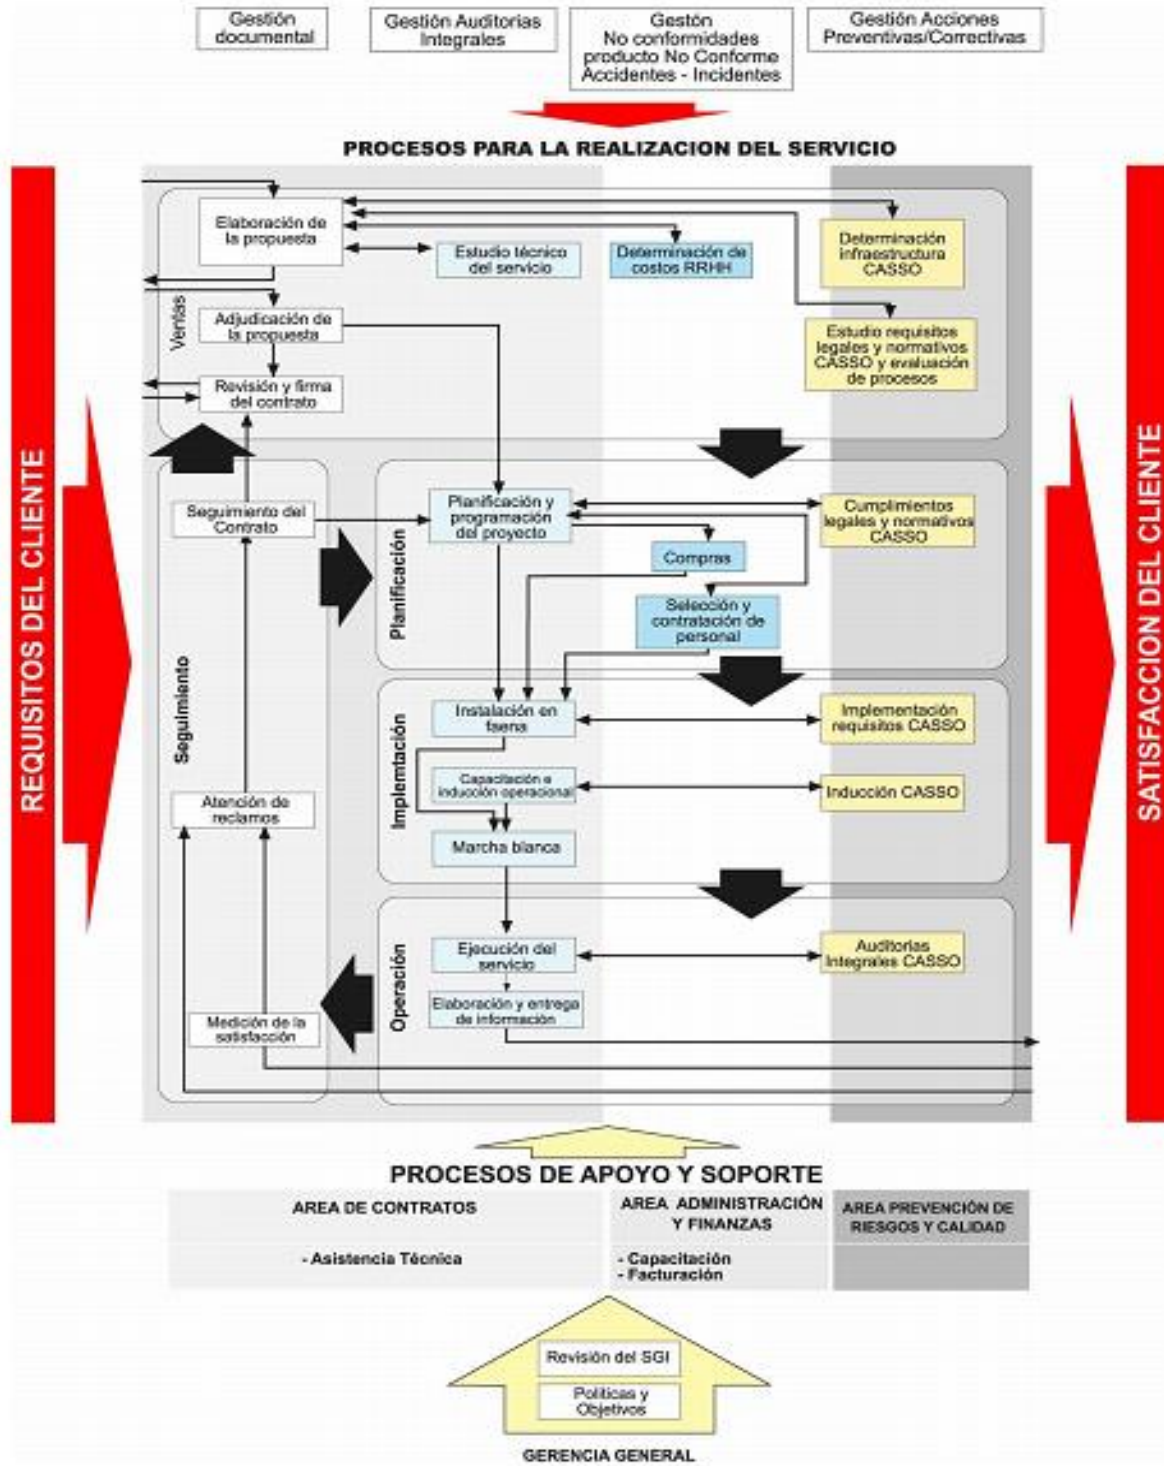 Gestión
documental
Gestión Auditorias
Integrales
Gestón
No conformidades
producto No Conforme
Accidentes - Incidentes
Gestión Acciones
Preventivas/Correctivas
PROCESOS PARA LA REALIZACION DEL SERVICIO
REQUISITOS DEL CLIENTE
SATISFACCION DEL CLIENTE
Ventas
Elaboración de
la propuesta
Estudio técnico
del servicio
Determinación de
costos RRHH
Determinación
infraestructura
CASSO
Adjudicación de
la propuesta
Estudio requisitos
legales y normativos
CASSO y evaluación
de procesos
Revisión y firma
del contrato
Seguimiento
Seguimiento del
Contrato
Planificación
Planificación y
programación
del proyecto
Cumplimientos
legales y normativos
CASSO
Compras
Selección y
contratación de
personal
Implemtación
Instalación en
faena
Implementación
requisitos CASSO
Capacitación e
inducción operacional
Inducción CASSO
Atención de
reclamos
Marcha blanca
Operación
Ejecución del
servicio
Auditorías
Integrales CASSO
Elaboración y entrega
de información
Medición de la
satisfacción
PROCESOS DE APOYO Y SOPORTE
AREA DE CONTRATOS
AREA ADMINISTRACIÓN
Y FINANZAS
AREA PREVENCIÓN DE
RIESGOS Y CALIDAD
- Asistencia Técnica
- Capacitación
- Facturación
Revisión del SGI
Políticas y
Objetivos
GERENCIA GENERAL